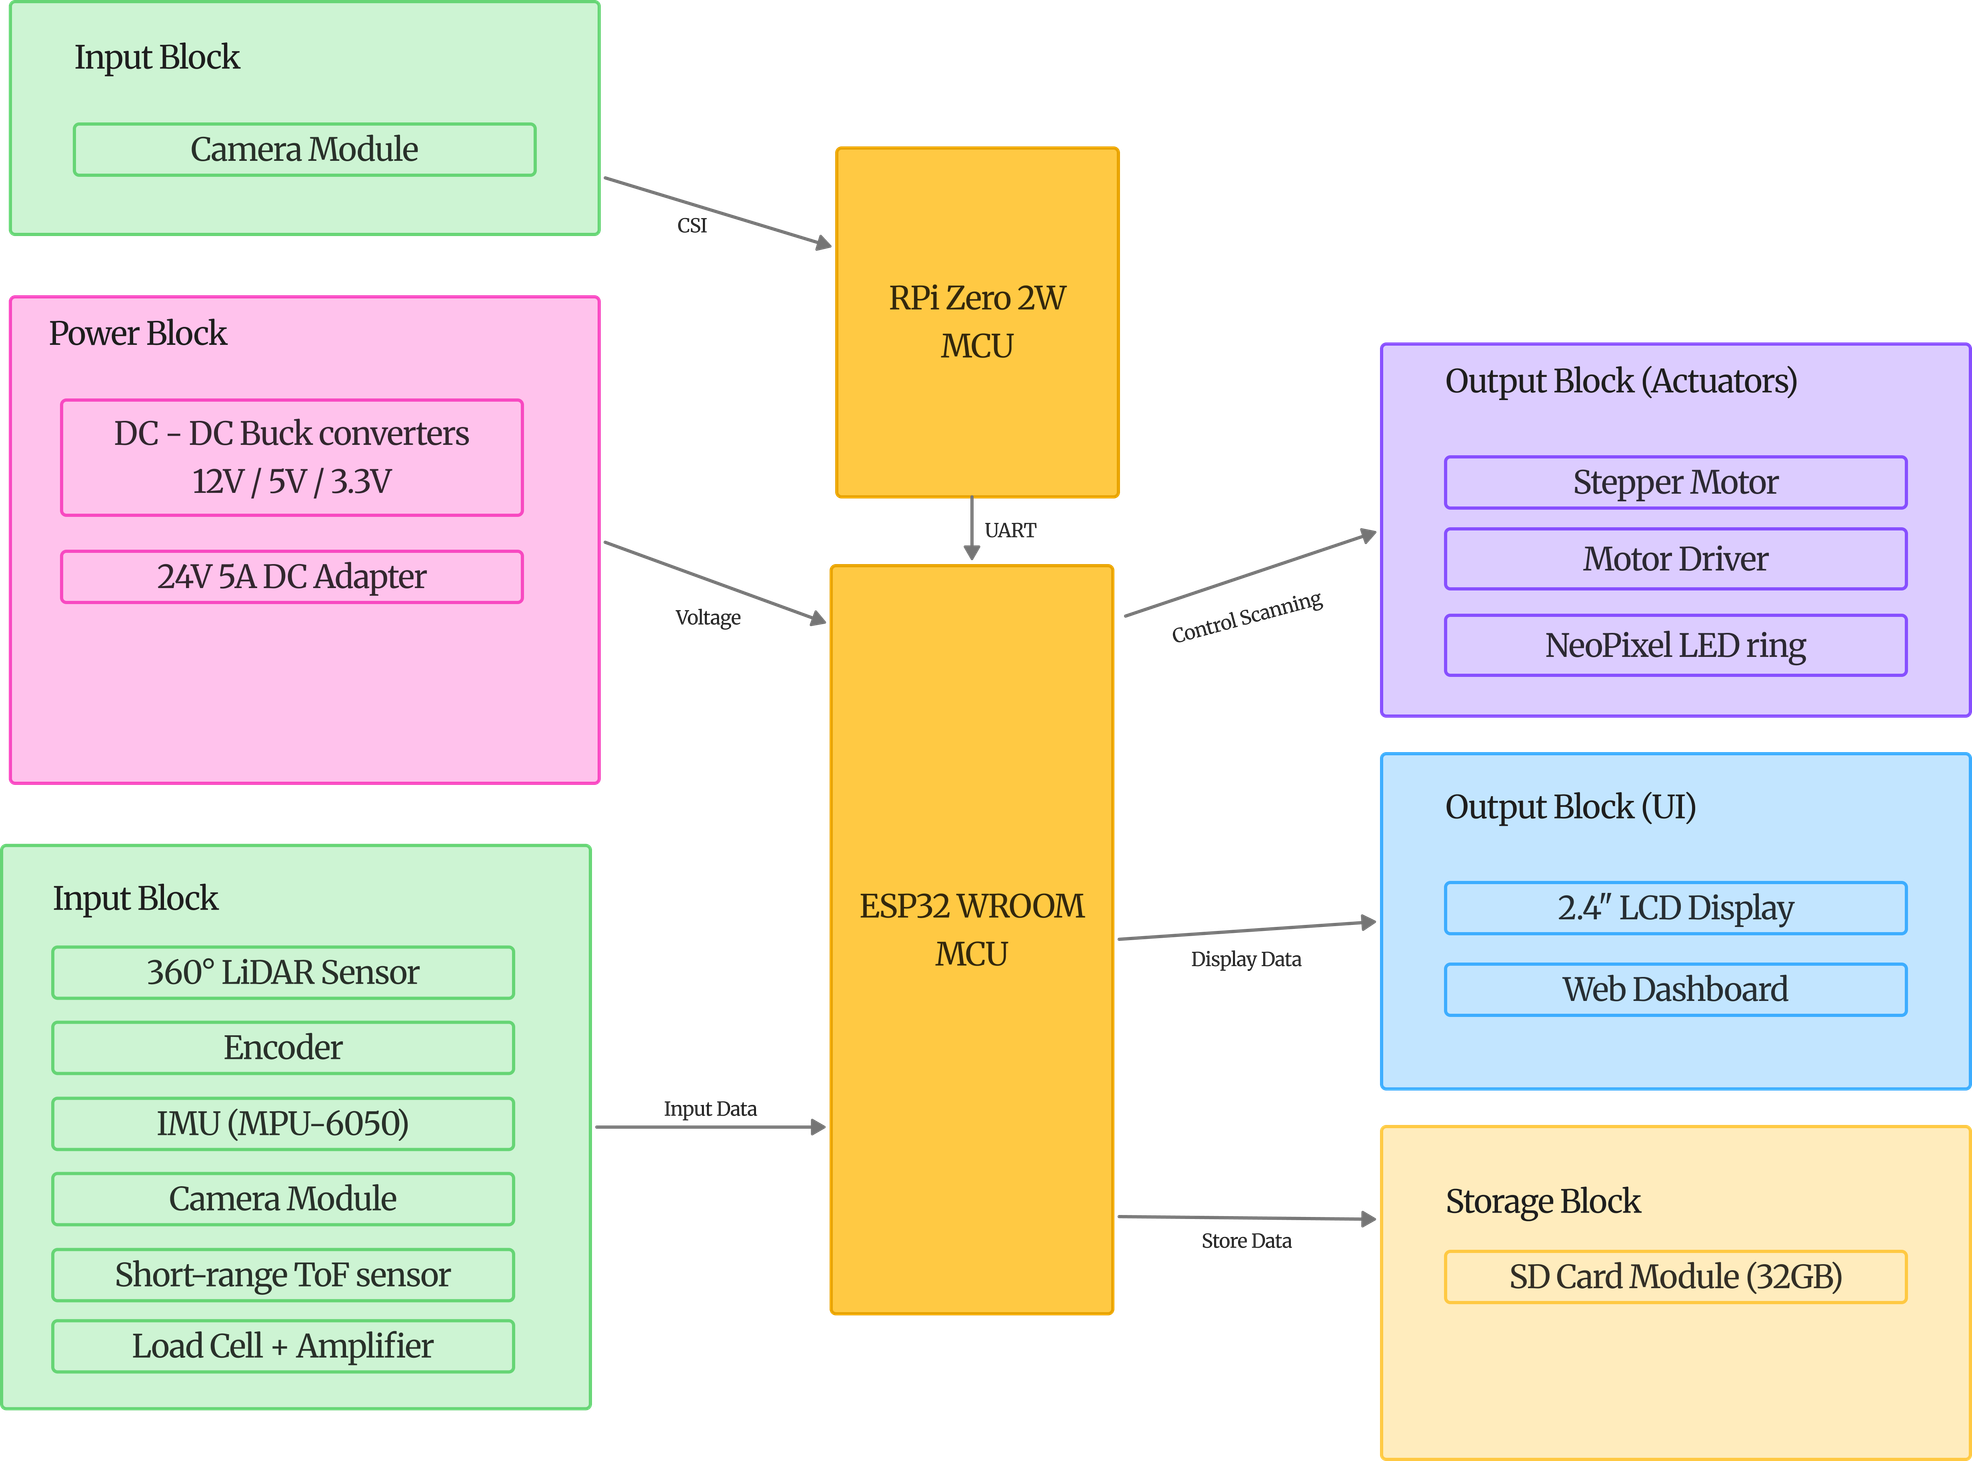 Input Block
Camera Module
CSI
RPi Zero 2W
MCU
UART
Power Block
DC - DC Buck converters
12V / 5V / 3.3V
24V 5A DC Adapter
Voltage
Input Block
360° LiDAR Sensor
Encoder
IMU (MPU-6050)
Camera Module
Short-range ToF sensor
Load Cell + Amplifier
Input Data
ESP32 WROOM
MCU
Control Scanning
Output Block (Actuators)
Stepper Motor
Motor Driver
NeoPixel LED ring
Display Data
Output Block (UI)
2.4" LCD Display
Web Dashboard
Store Data
Storage Block
SD Card Module (32GB)